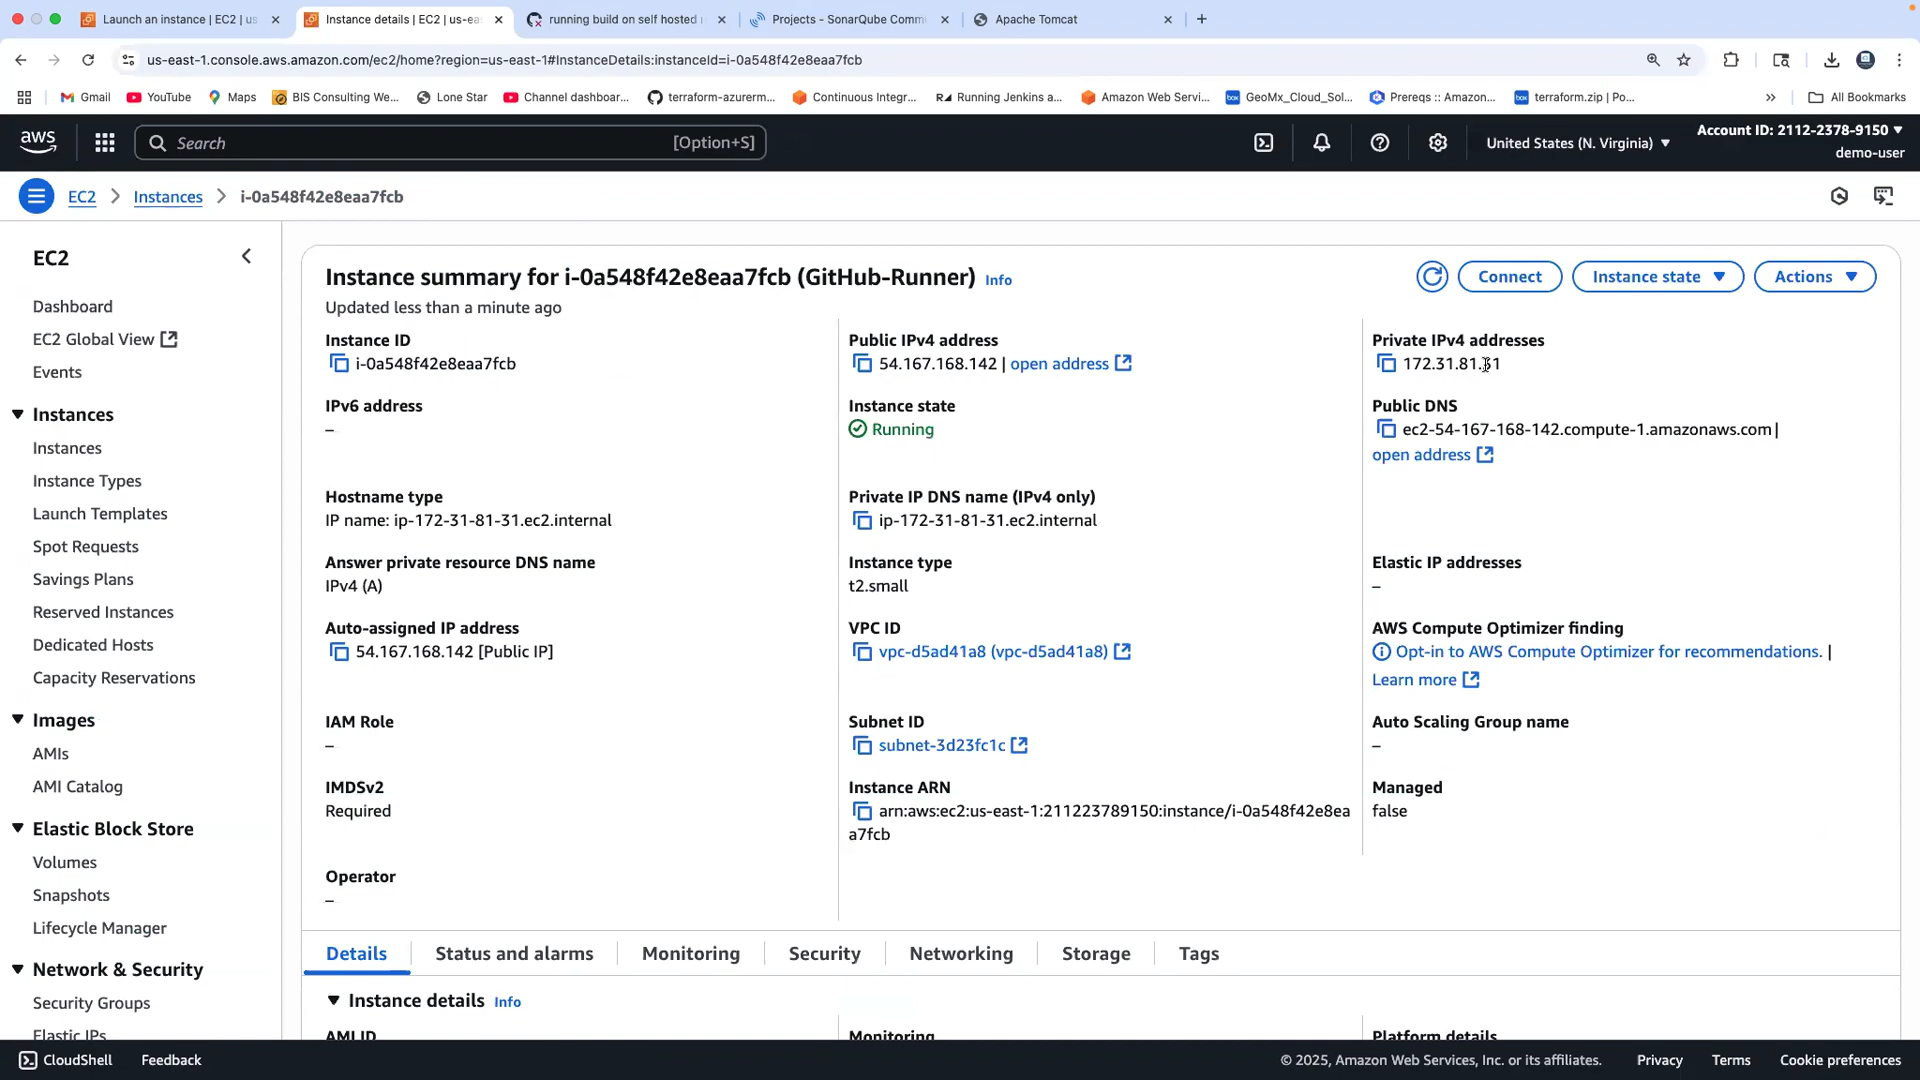 Launch an instance | EC2 | us
Instance details | EC2 | us-ea
running build on self hosted
Projects - SonarQube Comm
Apache Tomcat
us-east-1.console.aws.amazon.com/ec2/home?region=us-east-1#InstanceDetails:instanceId=i-0a548f42e8eaa7fcb
Gmail
YouTube
Maps
BIS Consulting We...
Lone Star
Channel dashboar...
terraform-azurerm...
Continuous Integr...
Running Jenkins a...
Amazon Web Servi...
GeoMx_Cloud_Sol...
Prereqs :: Amazon...
terraform.zip | Po...
All Bookmarks
aws
Search
[Option+S]
United States (N. Virginia)
Account ID: 2112-2378-9150
demo-user
EC2
Instances
i-0a548f42e8eaa7fcb
EC2
Dashboard
EC2 Global View
Events
Instances
Instances
Instance Types
Launch Templates
Spot Requests
Savings Plans
Reserved Instances
Dedicated Hosts
Capacity Reservations
Images
AMIs
AMI Catalog
Elastic Block Store
Volumes
Snapshots
Lifecycle Manager
Network & Security
Security Groups
Elastic IPs
Instance summary for i-0a548f42e8eaa7fcb (GitHub-Runner) Info
Updated less than a minute ago
Connect
Instance state
Actions
Instance ID
i-0a548f42e8eaa7fcb
Public IPv4 address
54.167.168.142 | open address
Private IPv4 addresses
172.31.81.31
IPv6 address
–
Instance state
Running
Public DNS
ec2-54-167-168-142.compute-1.amazonaws.com |
open address
Hostname type
IP name: ip-172-31-81-31.ec2.internal
Private IP DNS name (IPv4 only)
ip-172-31-81-31.ec2.internal
Answer private resource DNS name
IPv4 (A)
Instance type
t2.small
Elastic IP addresses
–
Auto-assigned IP address
54.167.168.142 [Public IP]
VPC ID
vpc-d5ad41a8 (vpc-d5ad41a8)
AWS Compute Optimizer finding
Opt-in to AWS Compute Optimizer for recommendations. |
Learn more
IAM Role
–
Subnet ID
subnet-3d23fc1c
Auto Scaling Group name
–
IMDSv2
Required
Instance ARN
arn:aws:ec2:us-east-1:211223789150:instance/i-0a548f42e8ea
a7fcb
Managed
false
Operator
–
Details
Status and alarms
Monitoring
Security
Networking
Storage
Tags
Instance details Info
AMI ID
Monitoring
Platform details
CloudShell
Feedback
© 2025, Amazon Web Services, Inc. or its affiliates.
Privacy
Terms
Cookie preferences